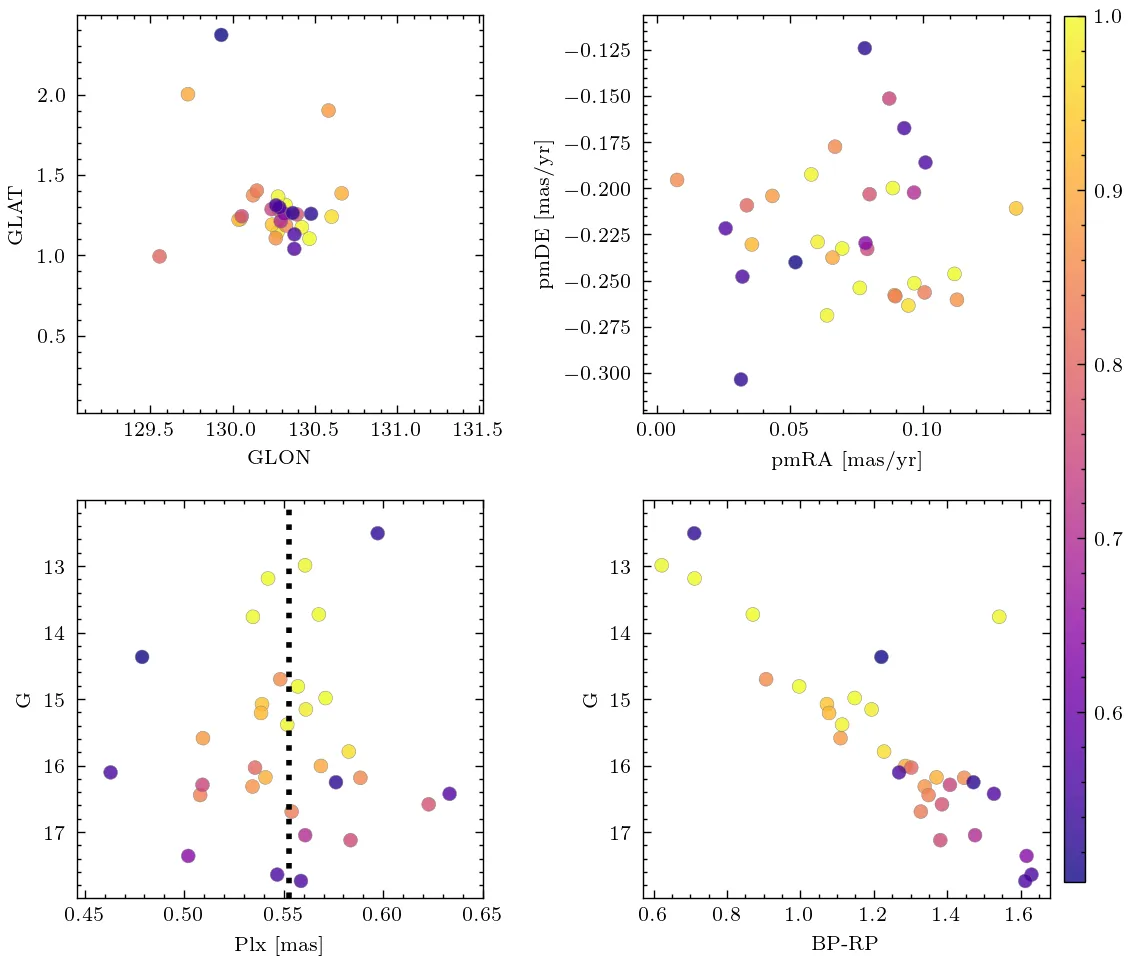 GLAT
2.0
1.5
1.0
0.5
129.5 130.0 130.5 131.0 131.5
GLON
pmDE [mas/yr]
−0.125
−0.150
−0.175
−0.200
−0.225
−0.250
−0.275
−0.300
0.00 0.05 0.10
pmRA [mas/yr]
1.0
0.9
0.8
0.7
0.6
G
13
14
15
16
17
0.45 0.50 0.55 0.60 0.65
Plx [mas]
G
13
14
15
16
17
0.6 0.8 1.0 1.2 1.4 1.6
BP-RP